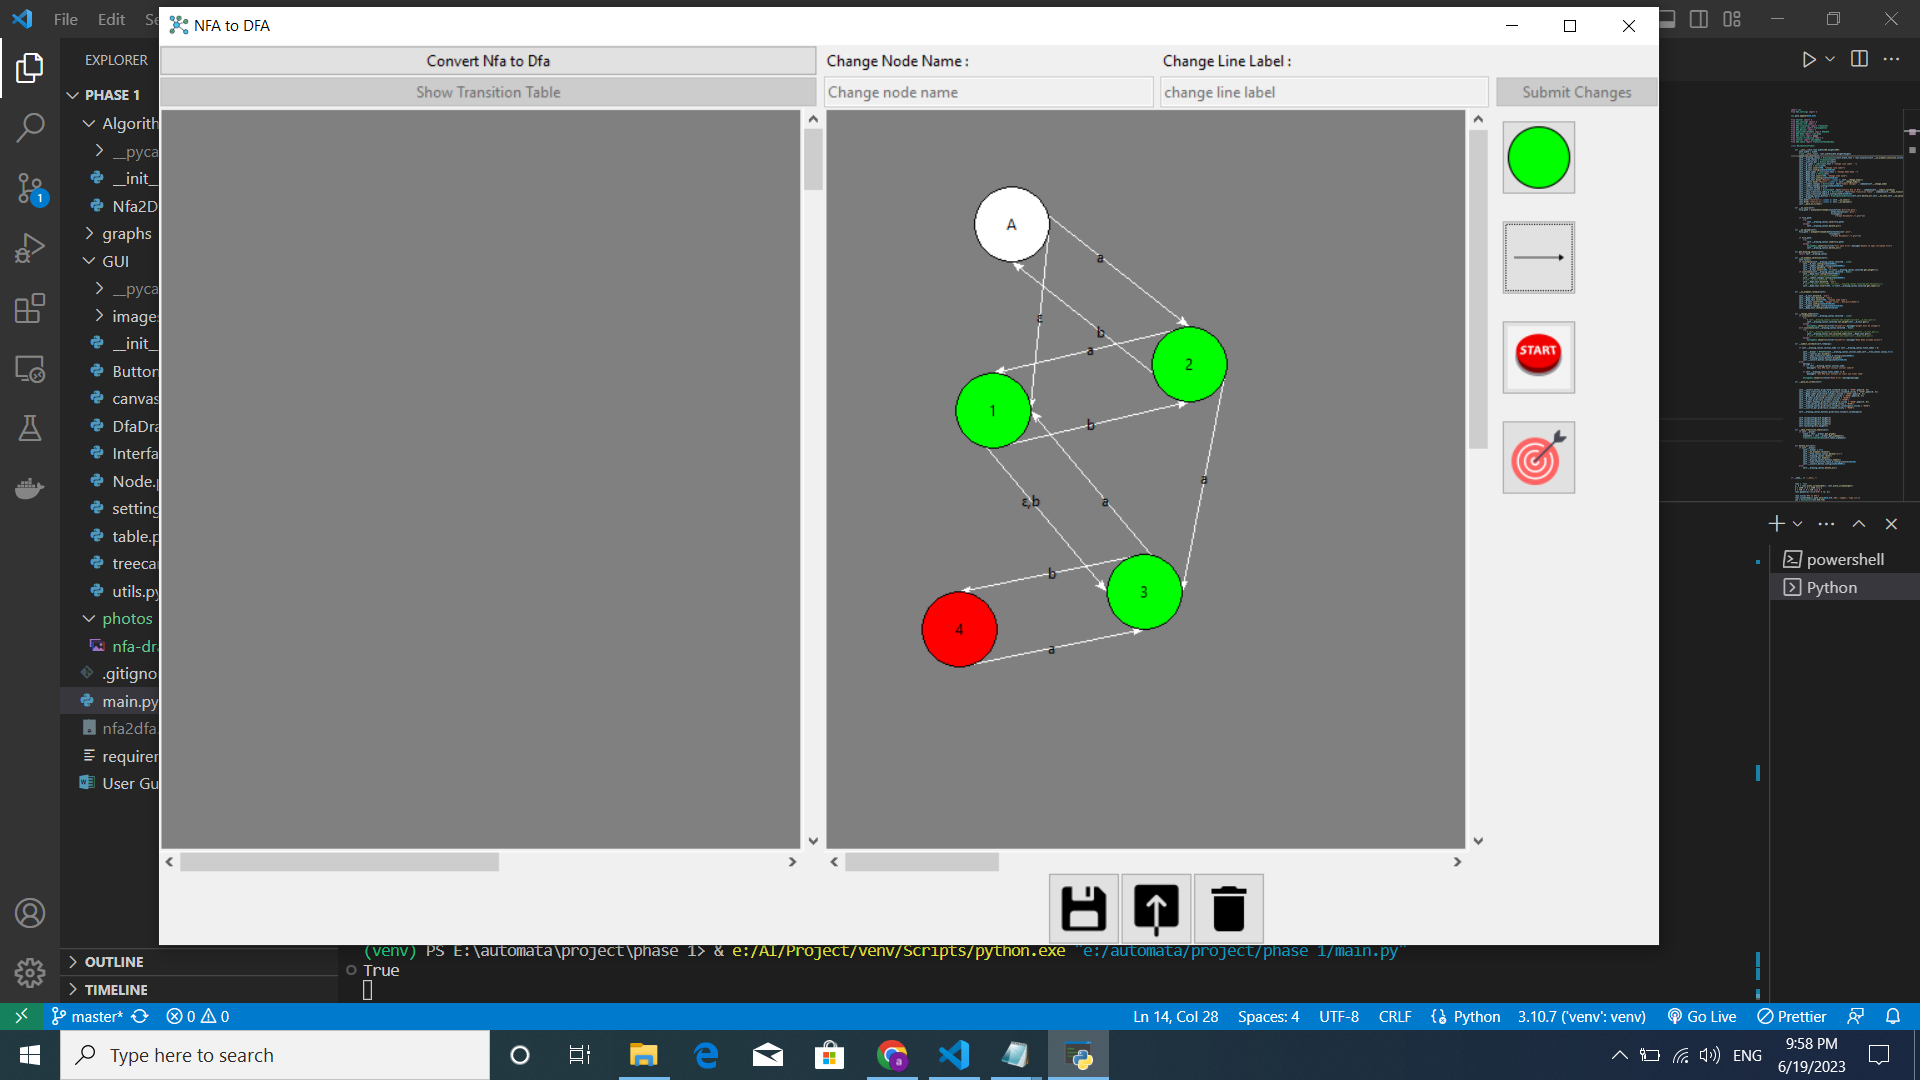 File Edit Se
NFA to DFA
EXPLORER
Convert Nfa to Dfa
Change Node Name :
Change Line Label :
PHASE 1
Show Transition Table
Change node name
change line label
Submit Changes
Algorith
__pyca
__init_
Nfa2D
graphs
GUI
__pyca
images
__init_
Button
canvas
DfaDra
Interfa
Node.p
setting
table.p
treecar
utils.py
photos
nfa-dra
.gitigno
main.py
nfa2dfa.
requirer
User Gu
A
a
ε
b
a
2
1
b
START
a
ε,b
a
b
3
4
a
powershell
Python
OUTLINE
TIMELINE
(venv) PS E:\automata\project\phase 1> & e:/AI/Project/venv/Scripts/python.exe "e:/automata/project/phase 1/main.py"
True
master* 0 0
Ln 14, Col 28 Spaces: 4 UTF-8 CRLF Python 3.10.7 ('venv': venv) Go Live Prettier
1
Type here to search
a
ENG
9:58 PM
6/19/2023